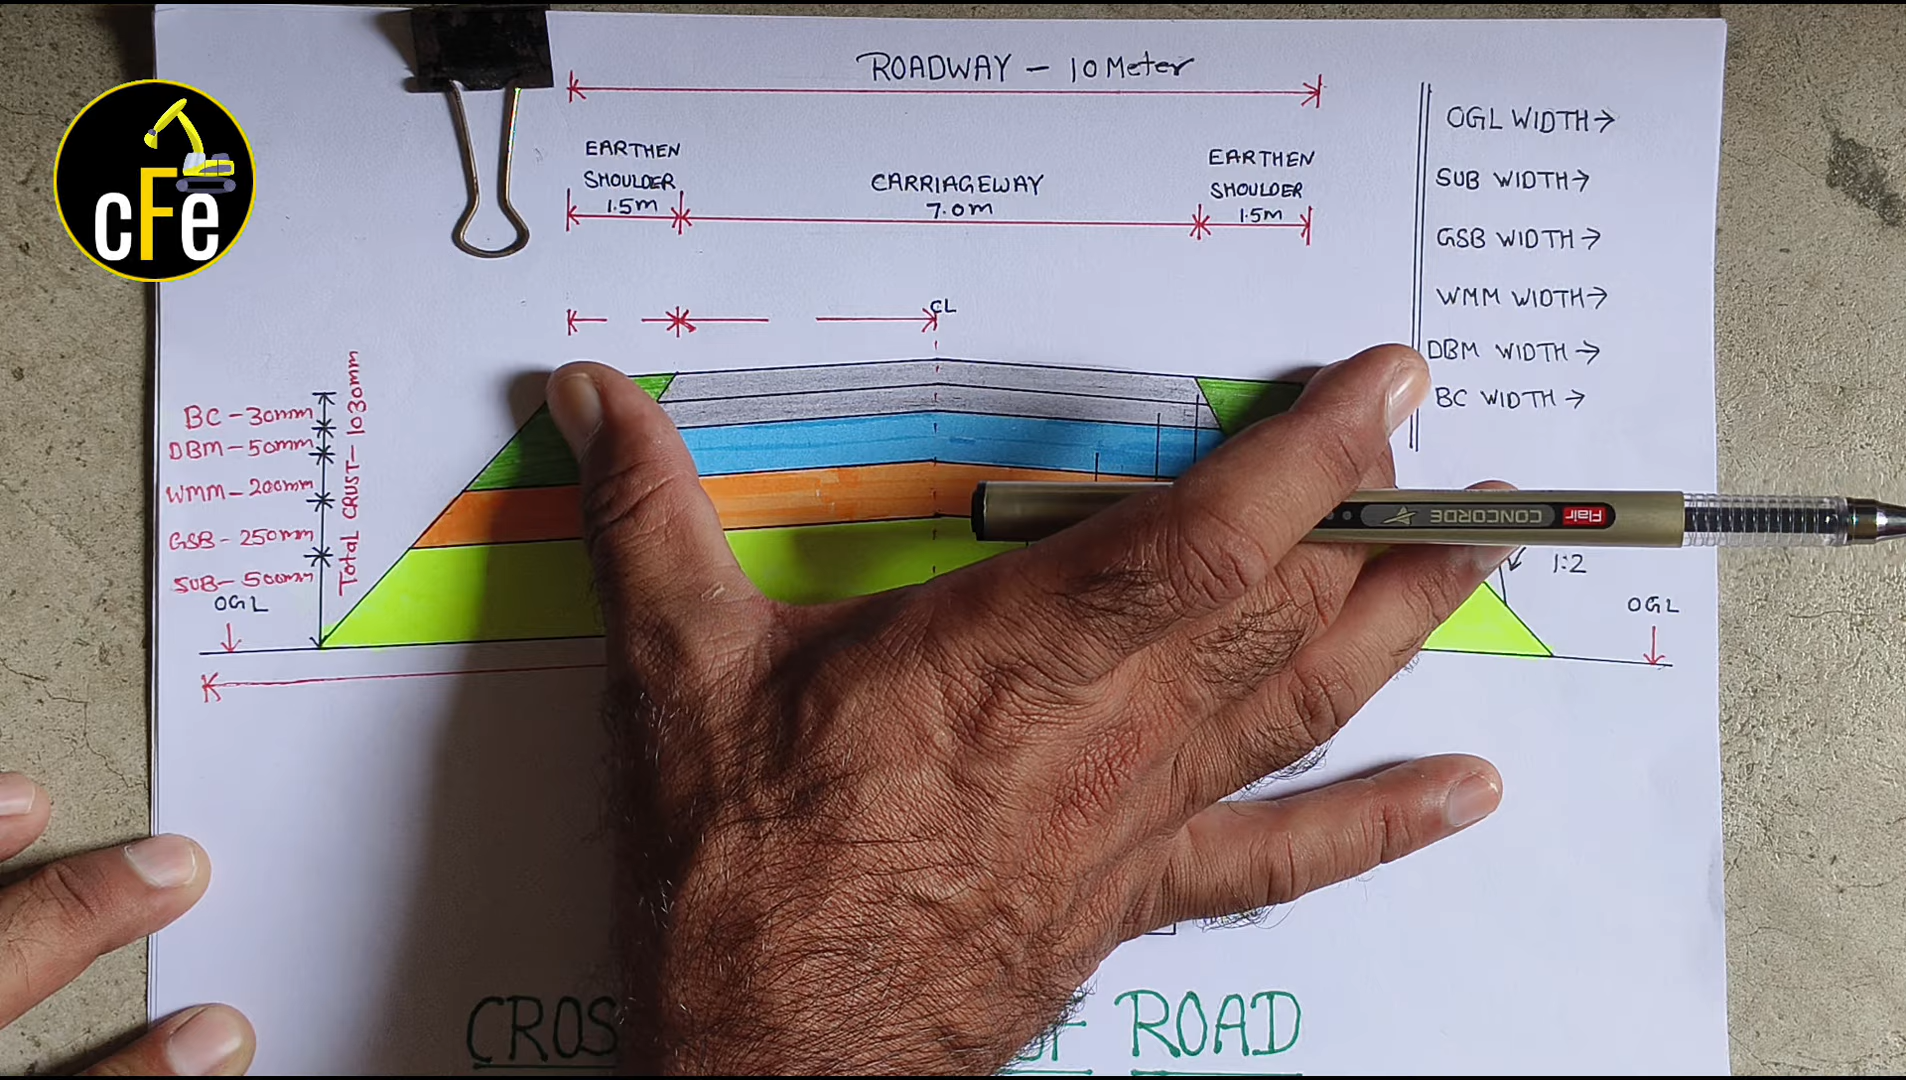 cFe
ROADWAY - 10 Meter
EARTHEN
SHOULDER
1.5m
CARRIAGEWAY
7.0m
EARTHEN
SHOULDER
1.5m
CL
OGL WIDTH→
SUB WIDTH→
GSB WIDTH→
WMM WIDTH→
DBM WIDTH→
BC WIDTH→
BC - 30mm
DBM - 50mm
WMM - 200mm
GSB - 250mm
SUB - 500mm
Total CRUST - 1030mm
OGL
1:2
OGL
Flair
CONCORDE
ROAD